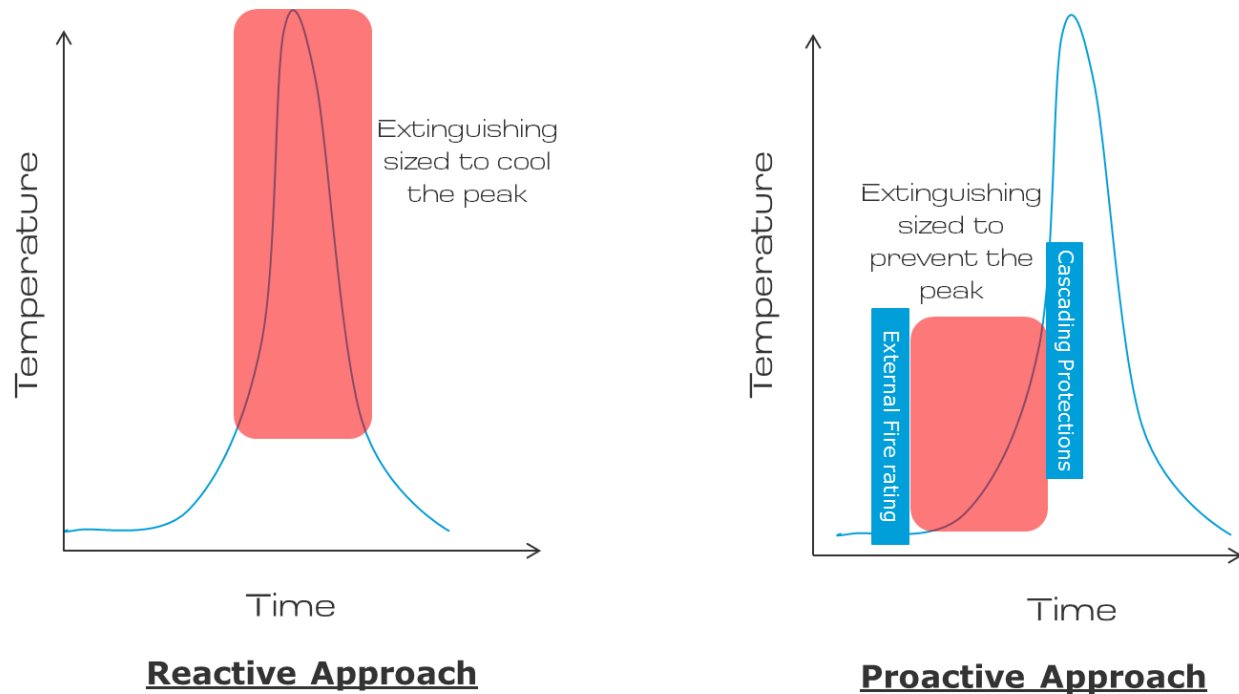 Temperature
Extinguishing
sized to cool
the peak
Time
Reactive Approach
Temperature
Extinguishing
sized to
prevent the
peak
External Fire rating
Cascading Protections
Time
Proactive Approach